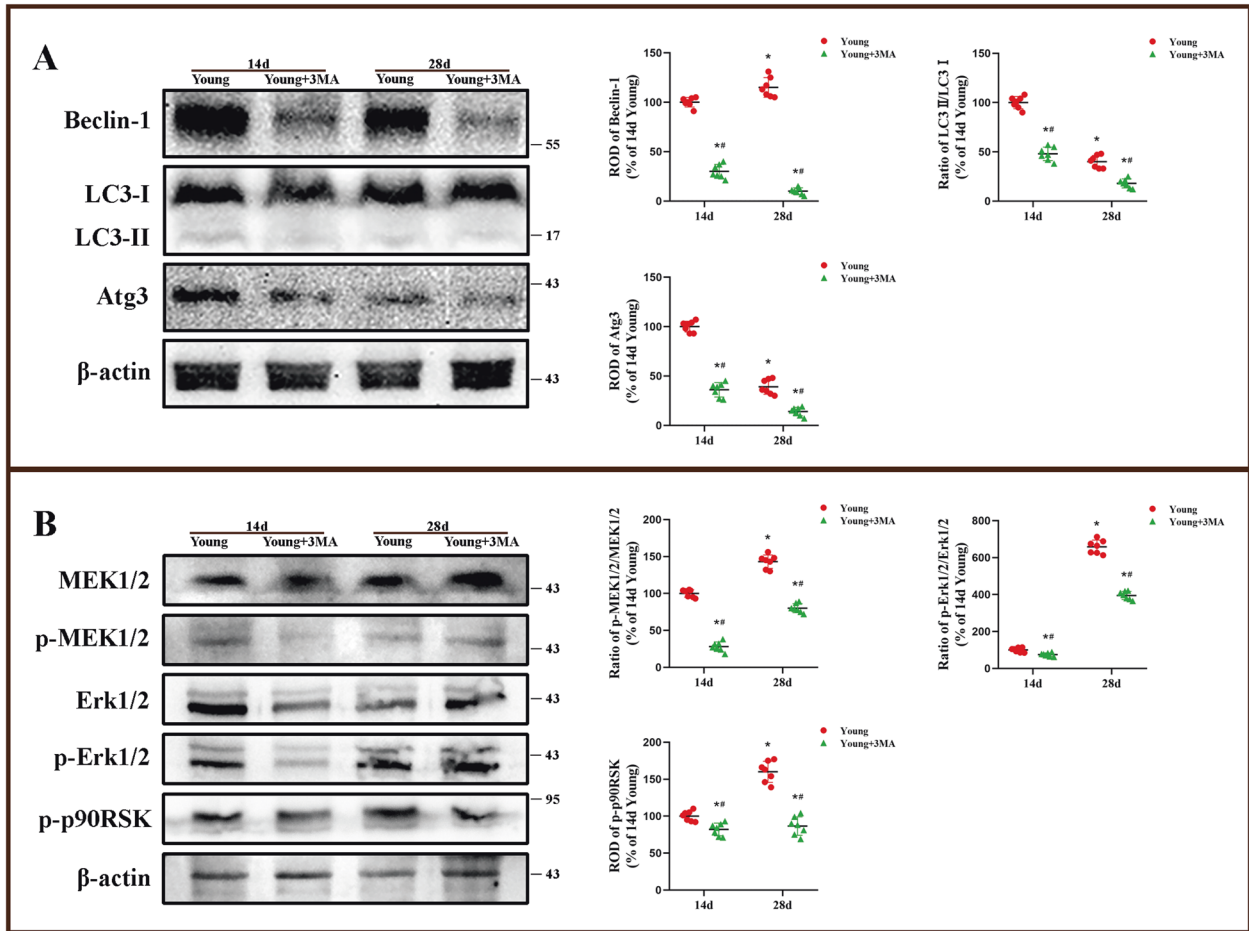 A
14d 28d
Young Young+3MA Young Young+3MA
Beclin-1
55
LC3-I
LC3-II
17
Atg3
43
β-actin
43
ROD of Beclin-1
(% of 14d Young)
150
100
50
0
*
*#
*#
14d 28d
Young
Young+3MA
Ratio of LC3 Ⅱ/LC3 Ⅰ
(% of 14d Young)
150
100
50
0
*#
*
*#
14d 28d
Young
Young+3MA
ROD of Atg3
(% of 14d Young)
150
100
50
0
*#
*
*#
14d 28d
Young
Young+3MA
B
14d 28d
Young Young+3MA Young Young+3MA
MEK1/2
43
p-MEK1/2
43
Erk1/2
43
p-Erk1/2
43
p-p90RSK
95
β-actin
43
Ratio of p-MEK1/2/MEK1/2
(% of 14d Young)
200
150
100
50
0
*#
*
*#
14d 28d
Young
Young+3MA
Ratio of p-Erk1/2/Erk1/2
(% of 14d Young)
800
600
400
200
0
*#
*
*#
14d 28d
Young
Young+3MA
ROD of p-p90RSK
(% of 14d Young)
200
150
100
50
0
*#
*
*#
14d 28d
Young
Young+3MA